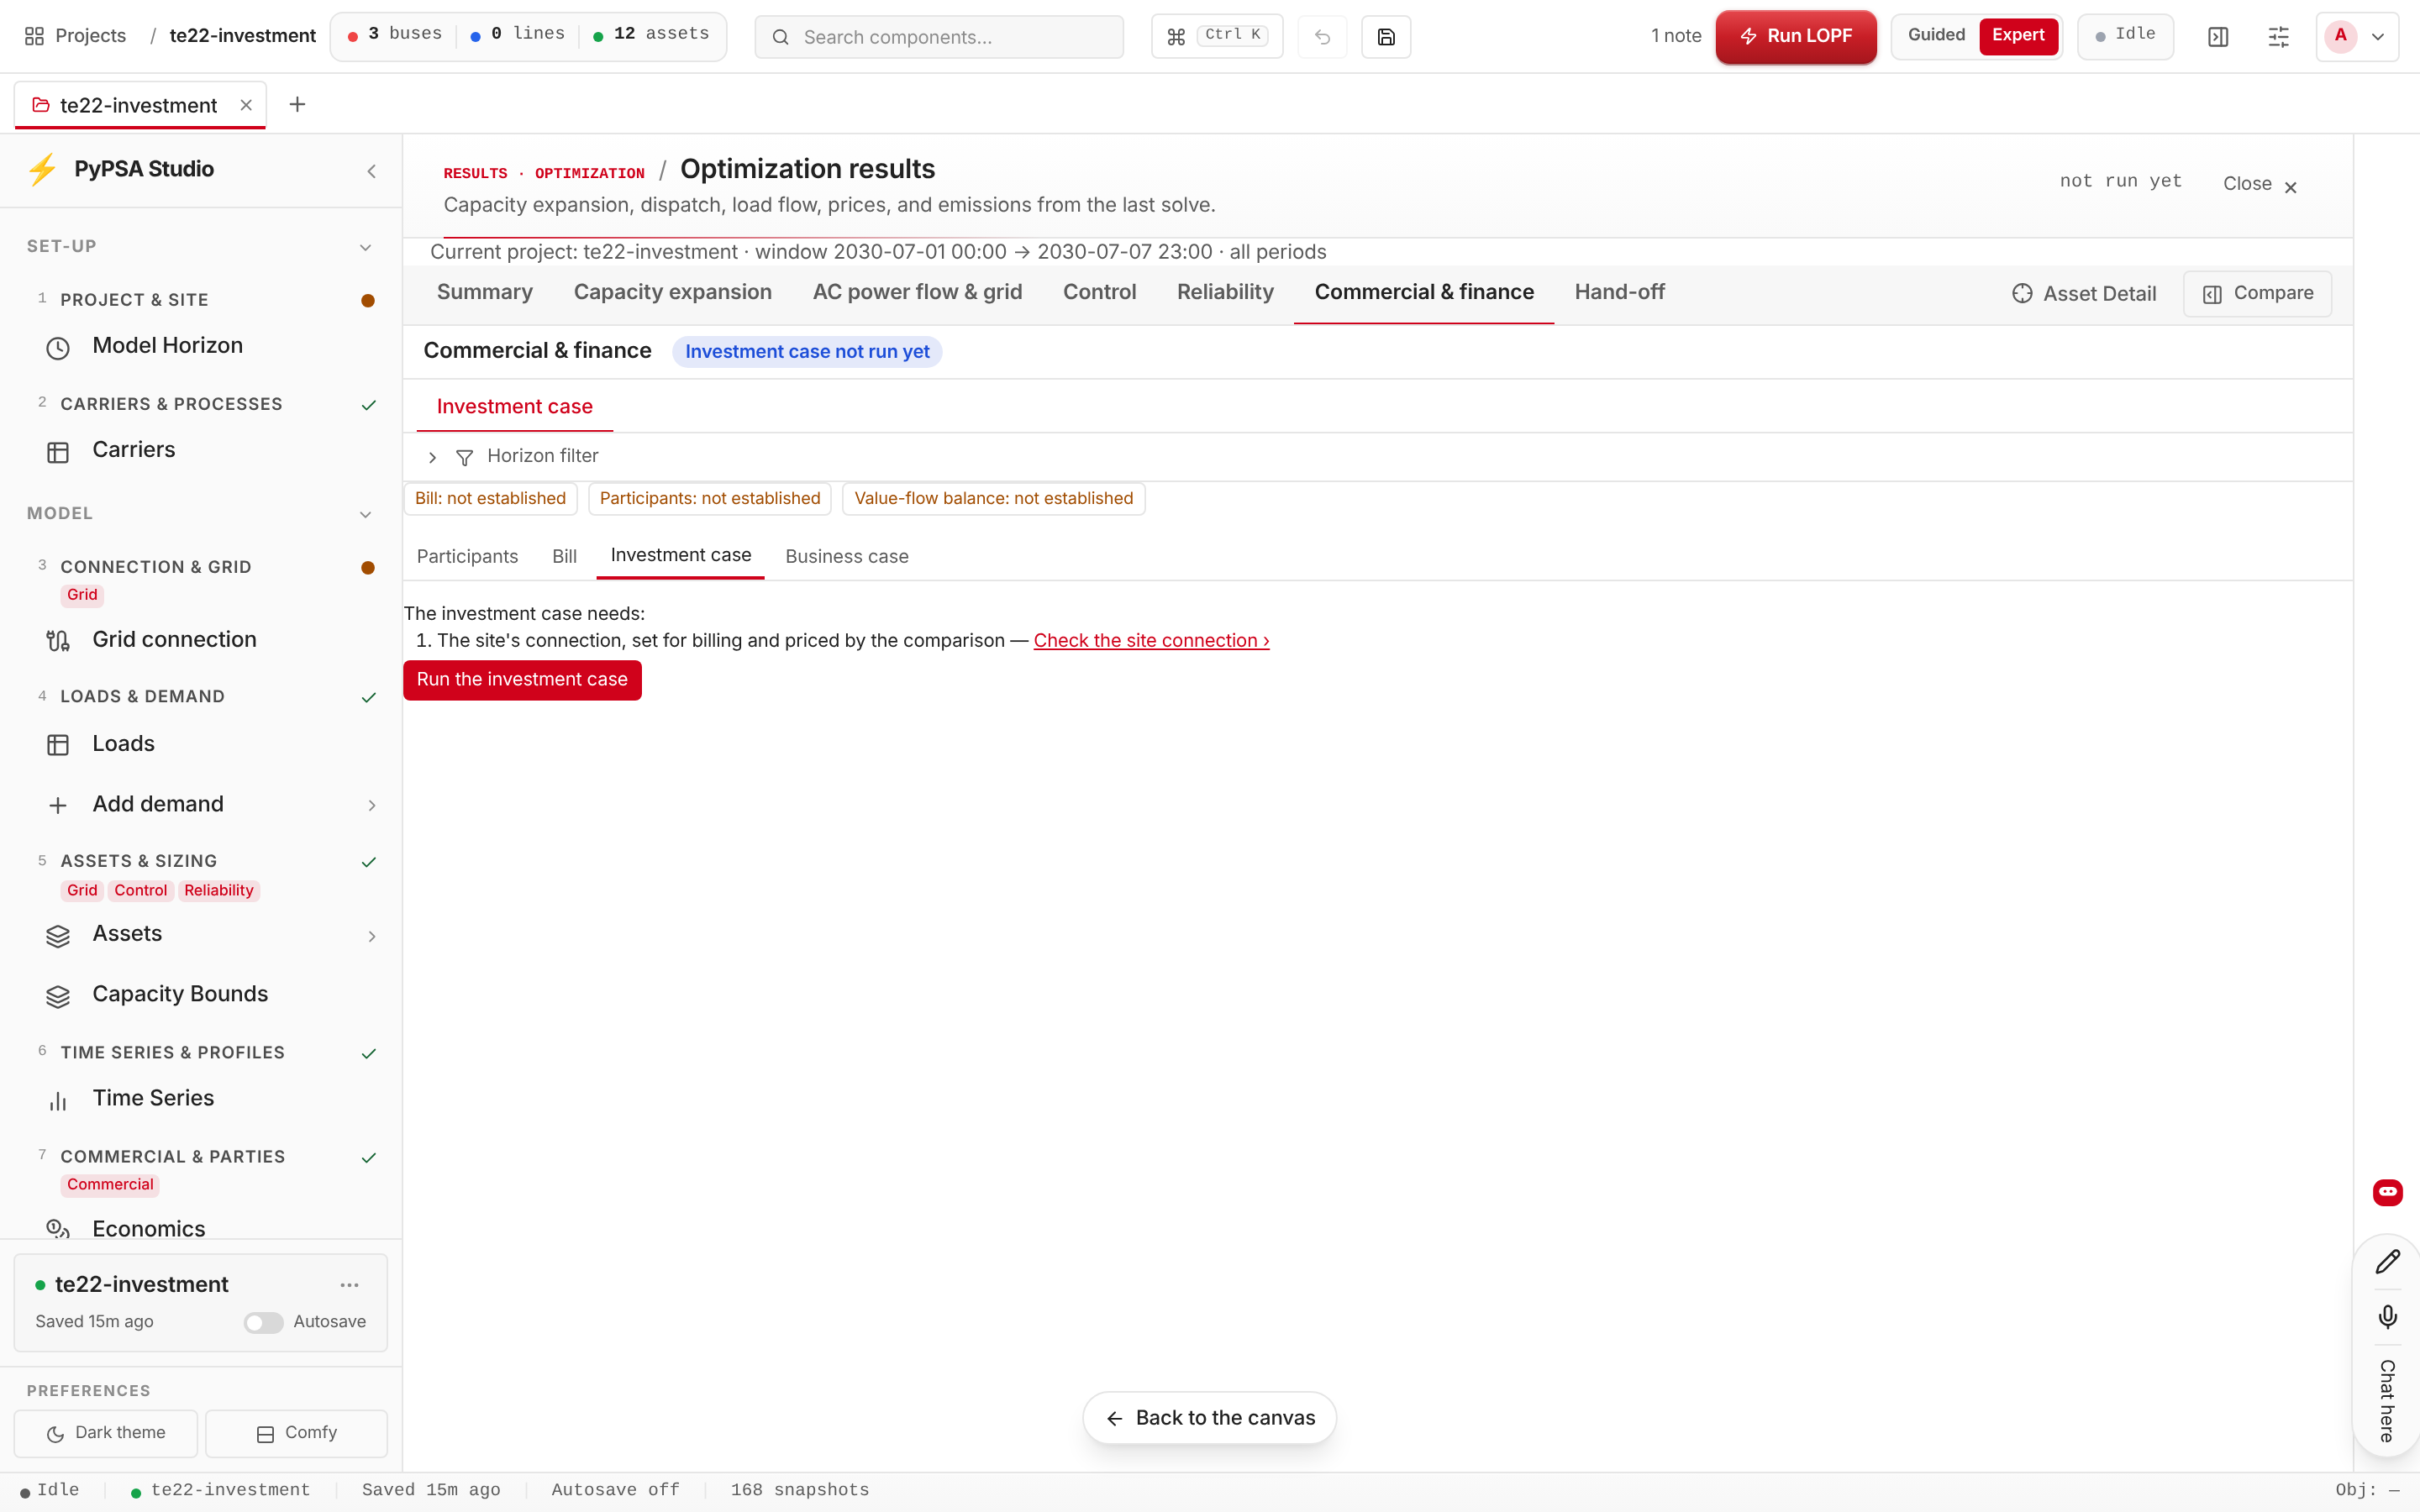 Projects / te22-investment
3 buses 0 lines 12 assets
Search components...
Ctrl K
1 note
Run LOPF
Guided Expert
Idle
A
te22-investment
PyPSA Studio
SET-UP
1 PROJECT & SITE
Model Horizon
2 CARRIERS & PROCESSES
Carriers
MODEL
3 CONNECTION & GRID
Grid
Grid connection
4 LOADS & DEMAND
Loads
Add demand
5 ASSETS & SIZING
Grid Control Reliability
Assets
Capacity Bounds
6 TIME SERIES & PROFILES
Time Series
7 COMMERCIAL & PARTIES
Commercial
Economics
te22-investment
Saved 15m ago Autosave
PREFERENCES
Dark theme Comfy
RESULTS · OPTIMIZATION / Optimization results
Capacity expansion, dispatch, load flow, prices, and emissions from the last solve.
not run yet Close
Current project: te22-investment · window 2030-07-01 00:00 → 2030-07-07 23:00 · all periods
Summary Capacity expansion AC power flow & grid Control Reliability Commercial & finance Hand-off
Asset Detail Compare
Commercial & finance Investment case not run yet
Investment case
Horizon filter
Bill: not established Participants: not established Value-flow balance: not established
Participants Bill Investment case Business case
The investment case needs:
1. The site's connection, set for billing and priced by the comparison — Check the site connection ›
Run the investment case
Back to the canvas
Chat here
Idle te22-investment Saved 15m ago Autosave off 168 snapshots Obj: —